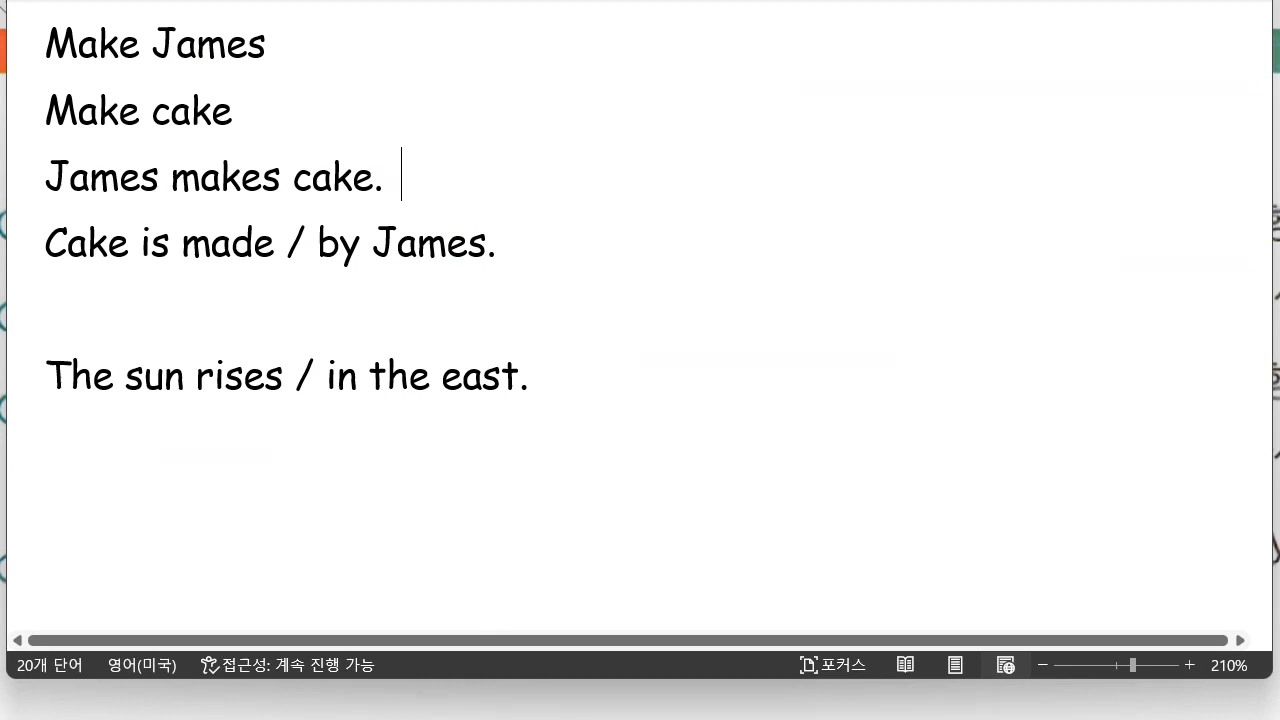 Make James
Make cake
James makes cake.
Cake is made / by James.
The sun rises / in the east.
20개 단어 영어(미국) 접근성: 계속 진행 가능 포커스 210%